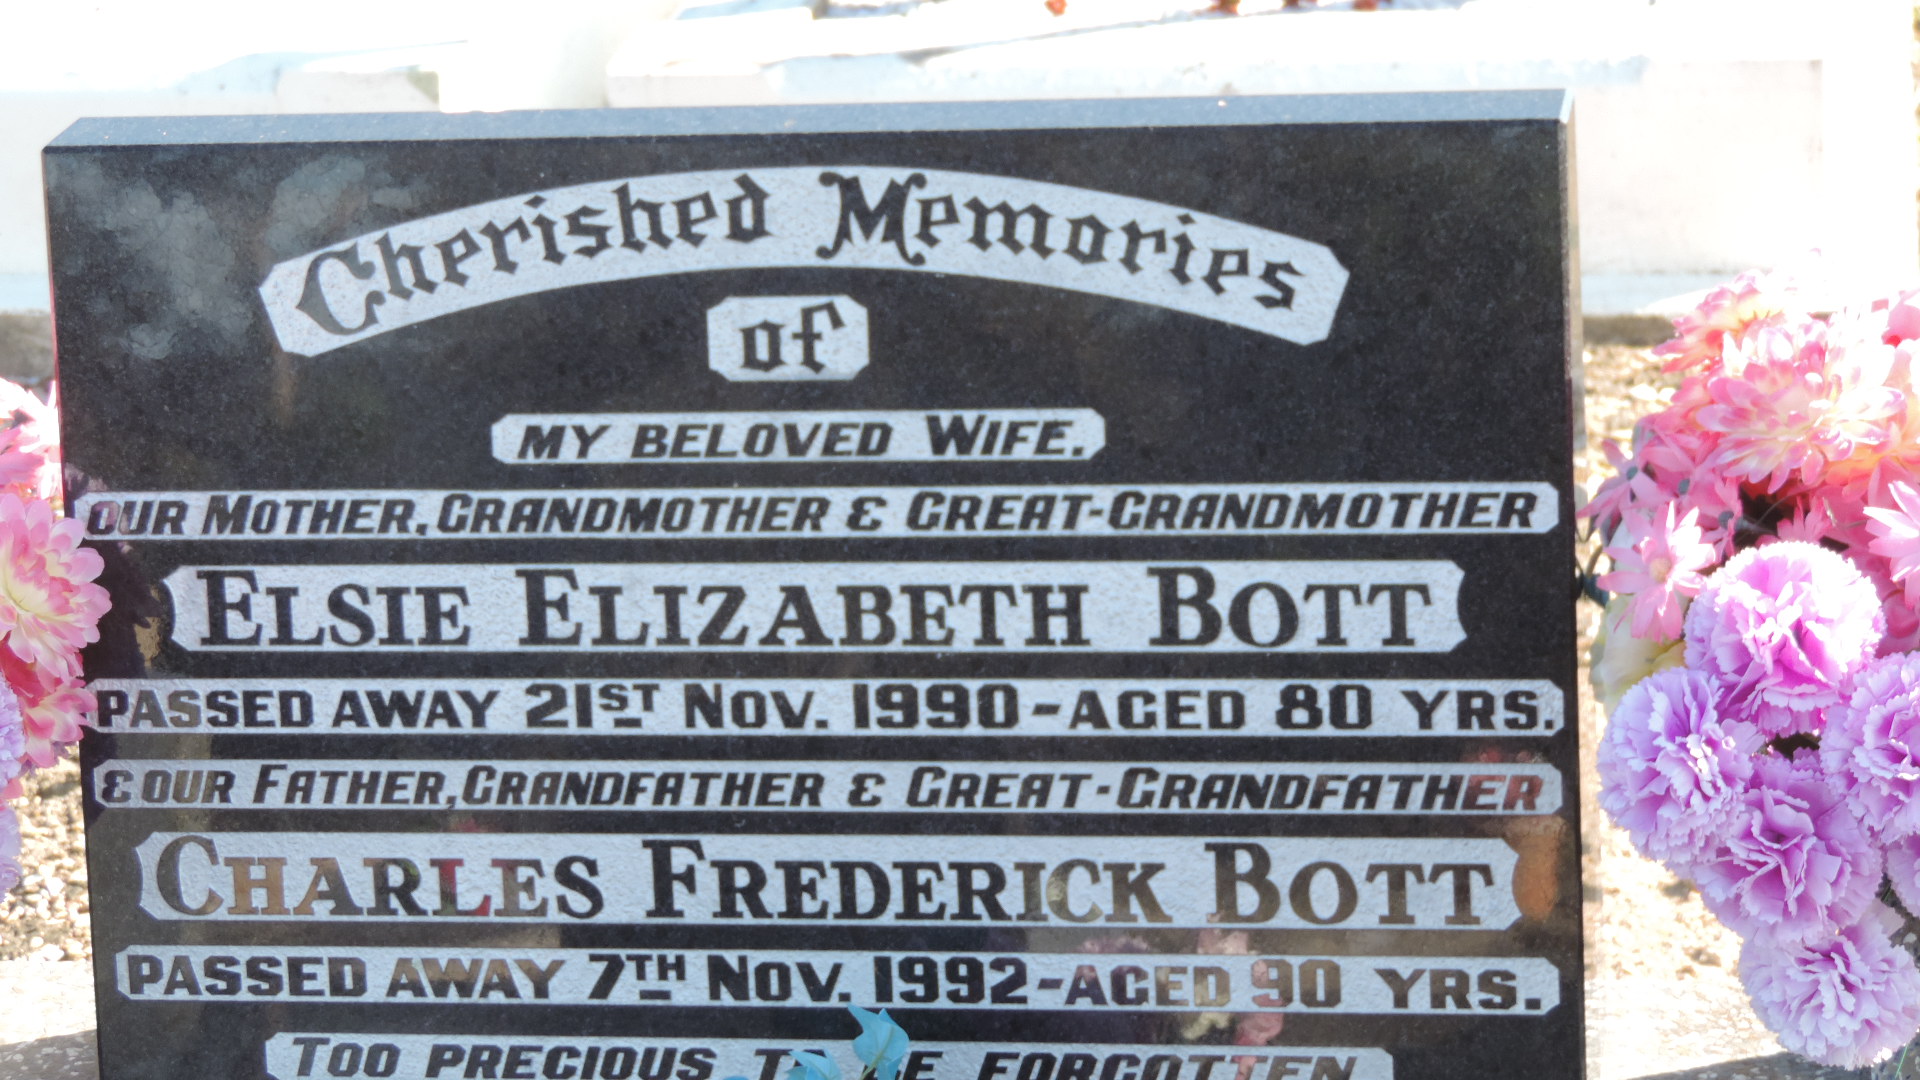 Cherished Memories
of
MY BELOVED WIFE.
OUR MOTHER, GRANDMOTHER & GREAT-GRANDMOTHER
ELSIE ELIZABETH BOTT
PASSED AWAY 21ST NOV. 1990 - AGED 80 YRS.
& OUR FATHER, GRANDFATHER & GREAT-GRANDFATHER
CHARLES FREDERICK BOTT
PASSED AWAY 7TH NOV. 1992 - AGED 90 YRS.
TOO PRECIOUS TO BE FORGOTTEN